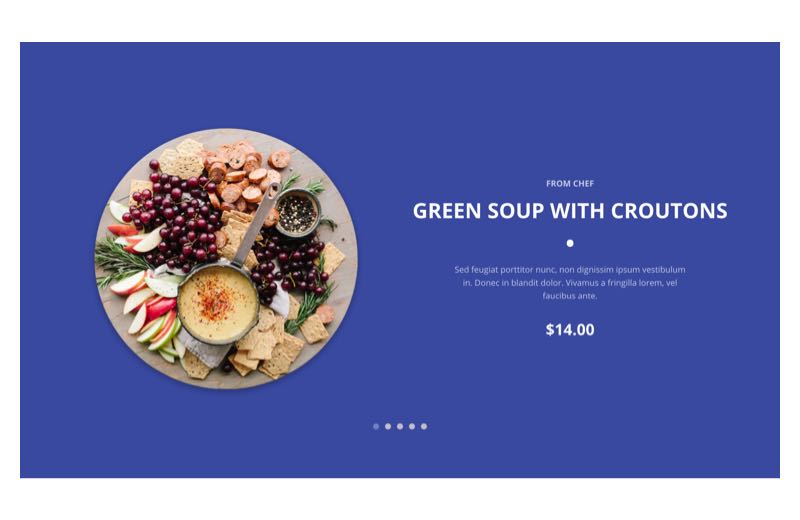 FROM CHEF
GREEN SOUP WITH CROUTONS
Sed feugiat porttitor nunc, non dignissim ipsum vestibulum
in. Donec in blandit dolor. Vivamus a fringilla lorem, vel
faucibus ante.
$14.00